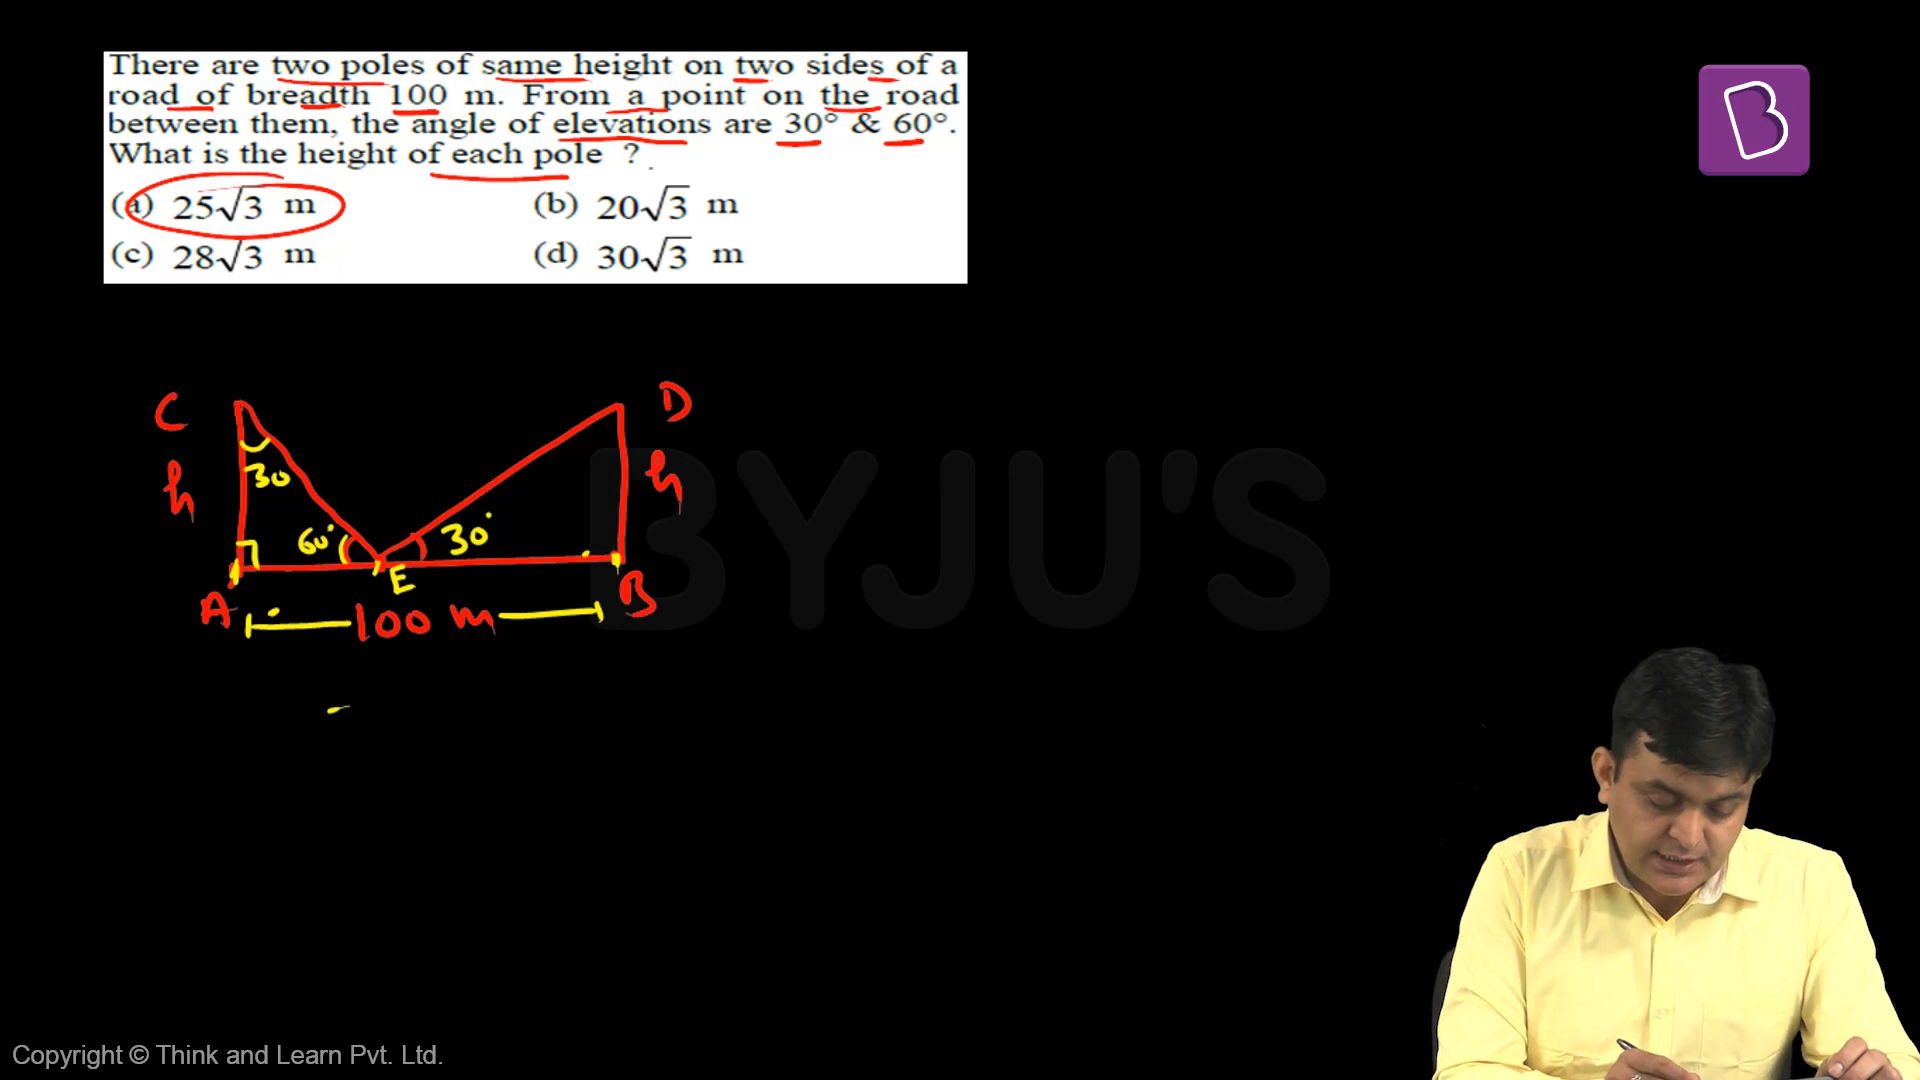 There are two poles of same height on two sides of a
road of breadth 100 m. From a point on the road
between them, the angle of elevations are 30° & 60°.
What is the height of each pole ?
(a) 25√3 m (b) 20√3 m
(c) 28√3 m (d) 30√3 m
C D
h 30 h
60° 30°
A E B
100 m
BYJU'S
Copyright © Think and Learn Pvt. Ltd.